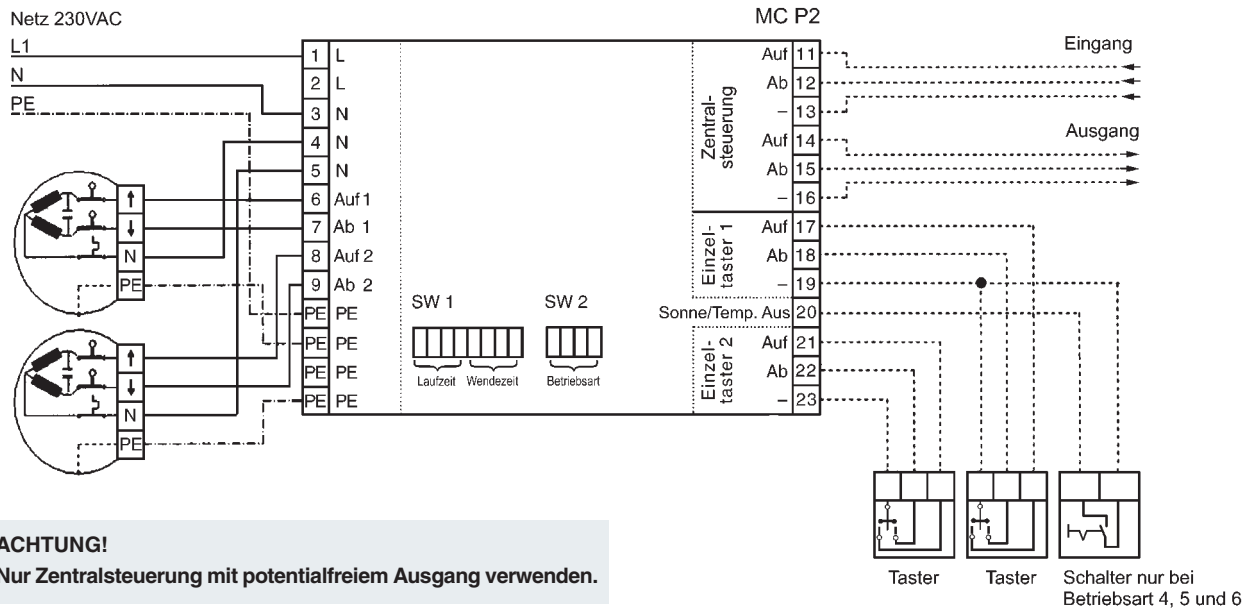 Netz 230VAC
MC P2
L1
N
PE
1 L
2 L
3 N
4 N
5 N
6 Auf 1
7 Ab 1
8 Auf 2
9 Ab 2
PE PE
PE PE
PE PE
PE PE
↑
↓
N
PE
↑
↓
N
PE
SW 1
SW 2
Laufzeit
Wendezeit
Betriebsart
Zentral-
steuerung
Auf 11
Ab 12
– 13
Auf 14
Ab 15
– 16
Einzel-
taster 1
Auf 17
Ab 18
– 19
Sonne/Temp. Aus 20
Einzel-
taster 2
Auf 21
Ab 22
– 23
Eingang
Ausgang
Taster
Taster
Schalter nur bei
Betriebsart 4, 5 und 6
ACHTUNG!
Nur Zentralsteuerung mit potentialfreiem Ausgang verwenden.